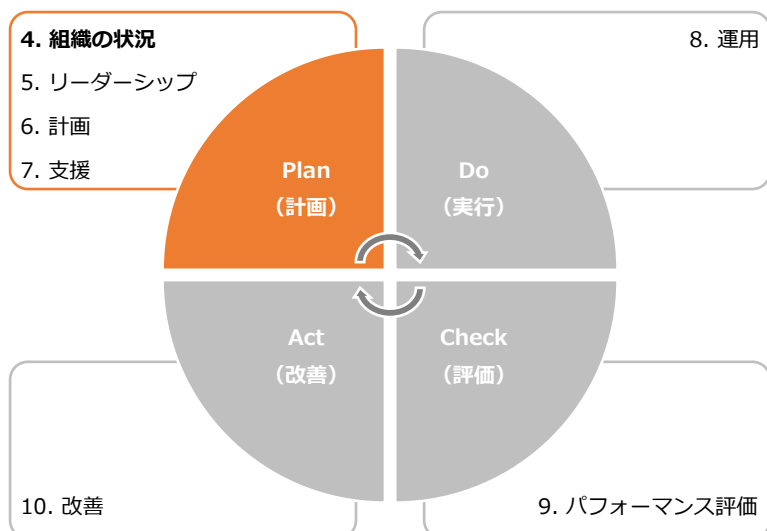 4. 組織の状況
5. リーダーシップ
6. 計画
7. 支援
Plan
（計画）
8. 運用
Do
（実行）
Act
（改善）
10. 改善
Check
（評価）
9. パフォーマンス評価